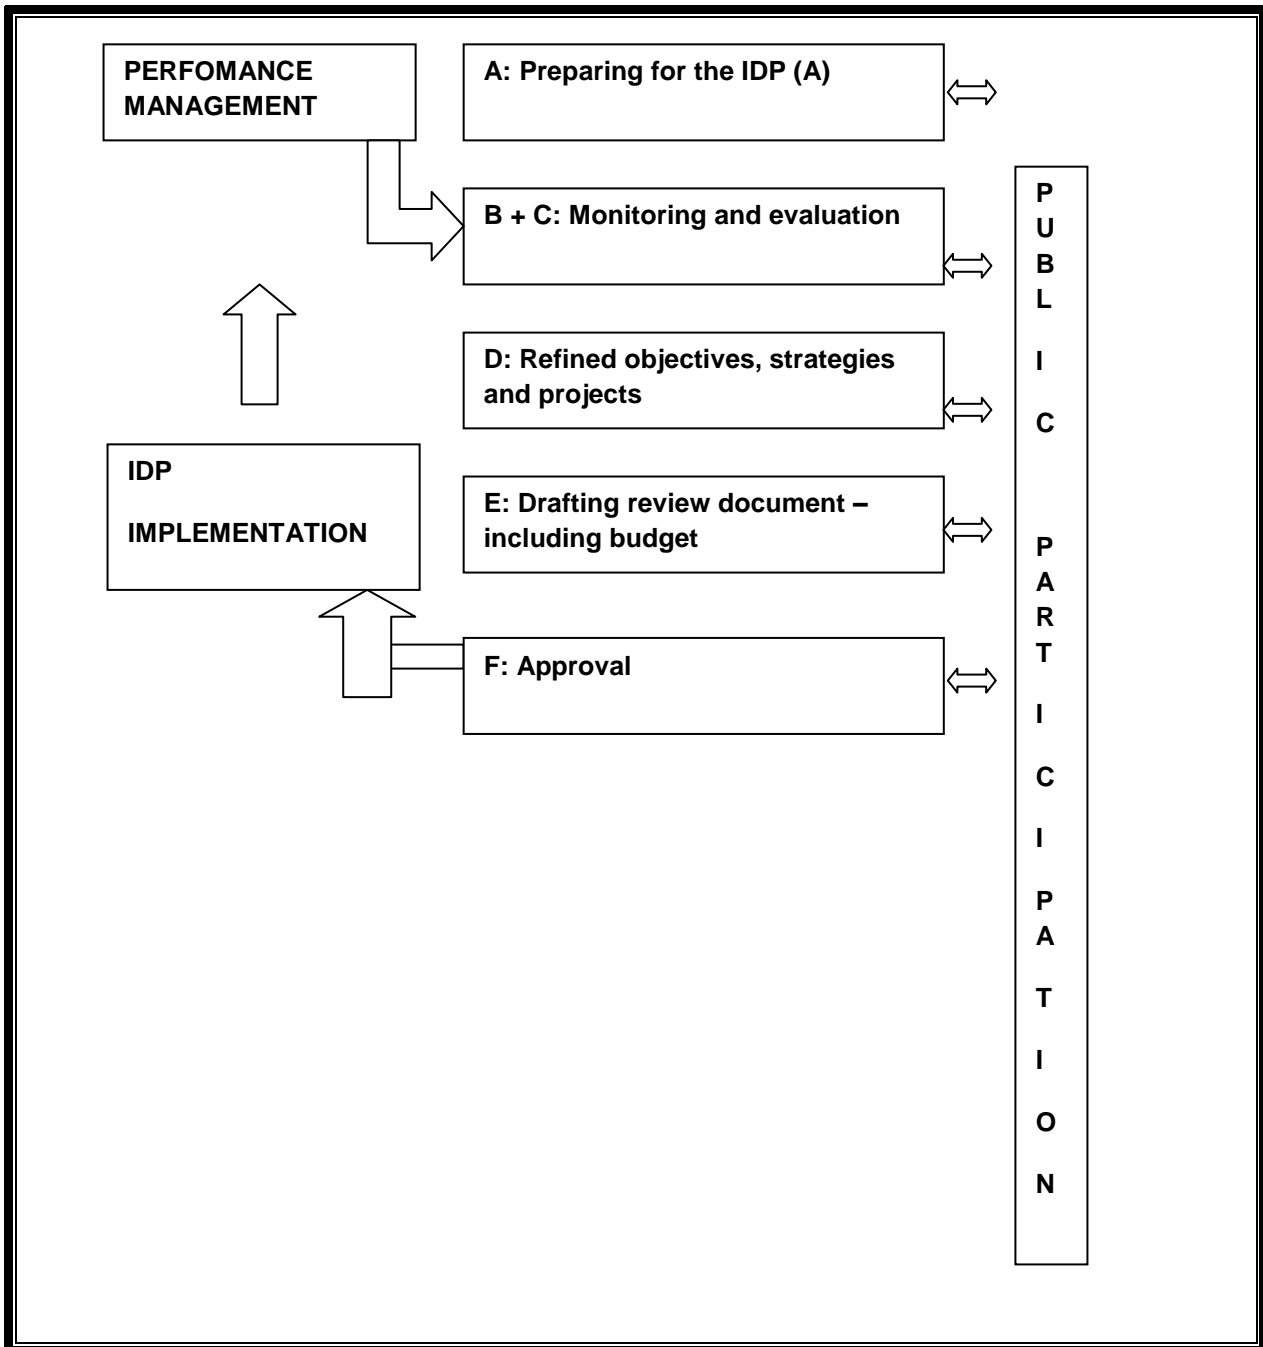 PERFOMANCE
MANAGEMENT
A: Preparing for the IDP (A)
B + C: Monitoring and evaluation
D: Refined objectives, strategies
and projects
IDP
IMPLEMENTATION
E: Drafting review document –
including budget
F: Approval
P
U
B
L
I
C
P
A
R
T
I
C
I
P
A
T
I
O
N